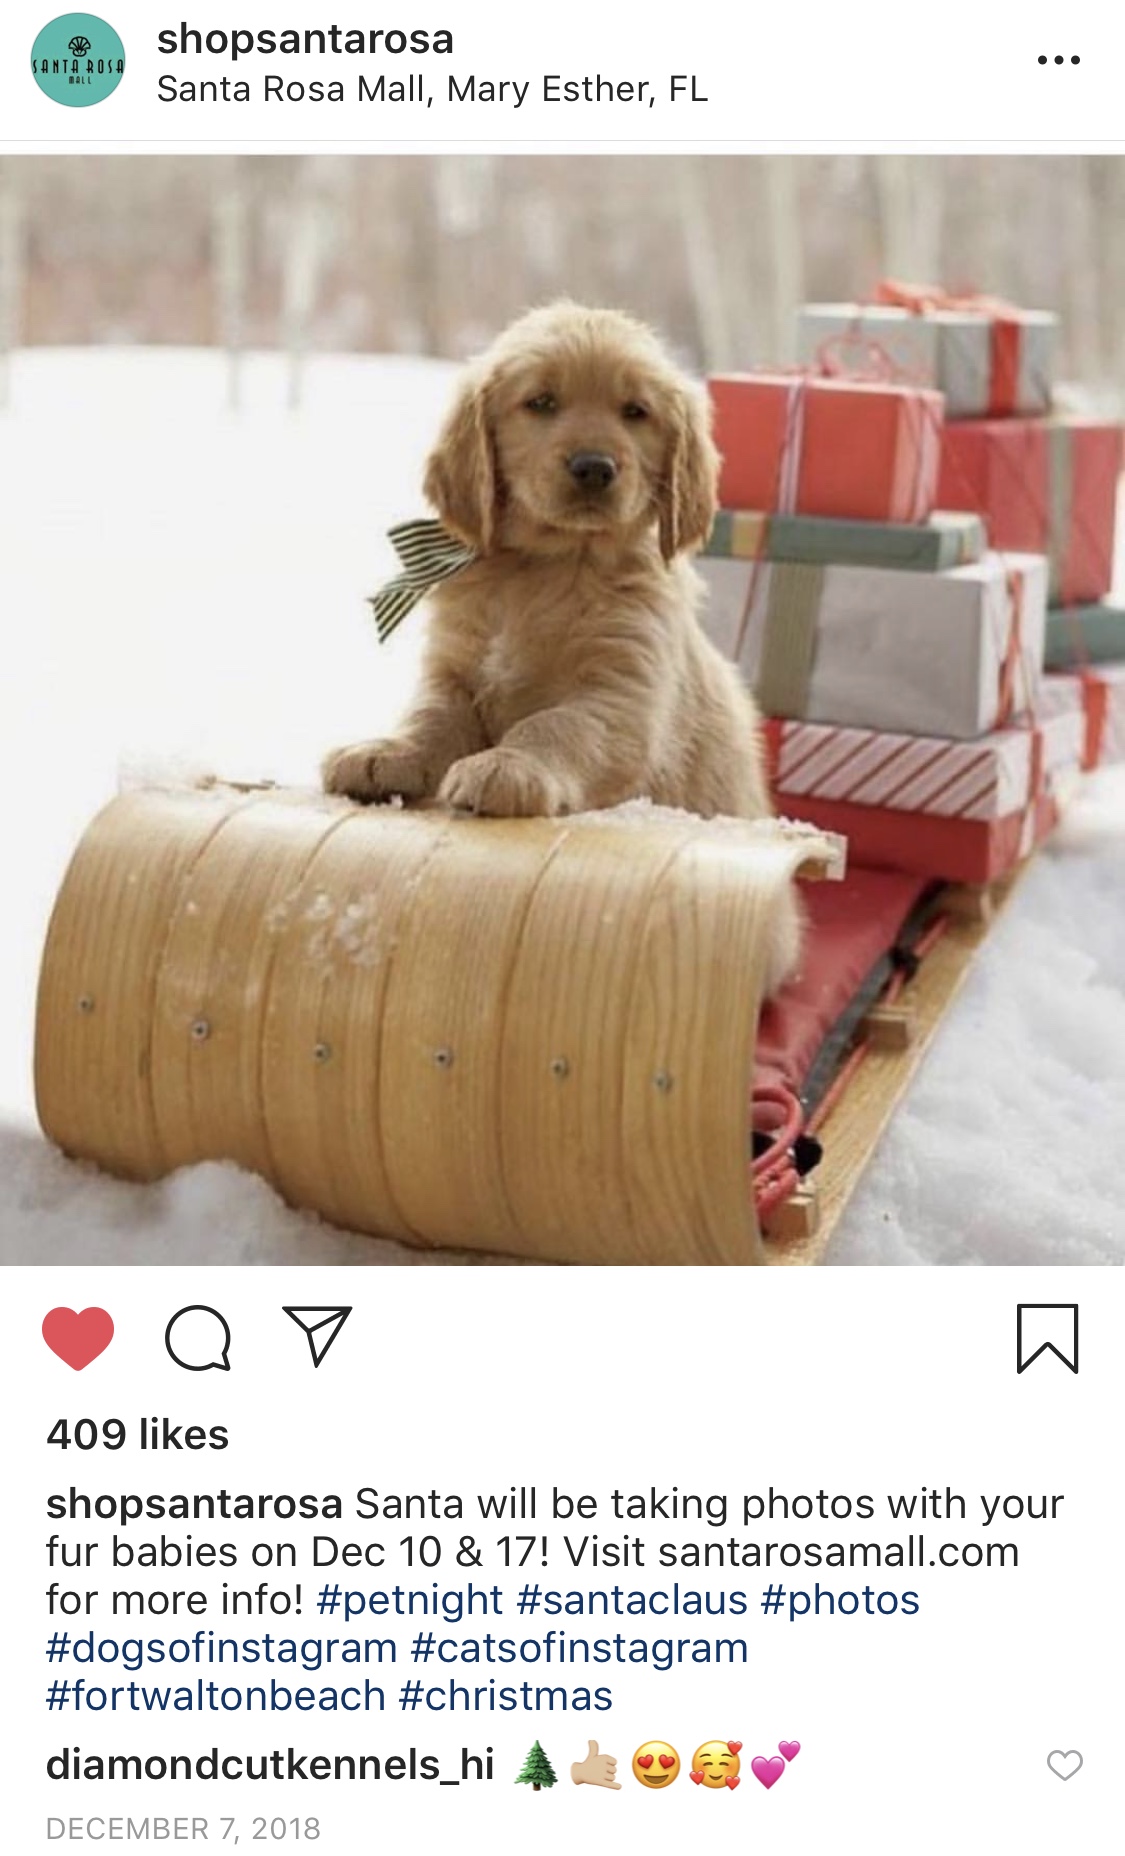 SANTA ROSA
MALL
shopsantarosa
Santa Rosa Mall, Mary Esther, FL
409 likes
shopsantarosa Santa will be taking photos with your
fur babies on Dec 10 & 17! Visit santarosamall.com
for more info! #petnight #santaclaus #photos
#dogsofinstagram #catsofinstagram
#fortwaltonbeach #christmas
diamondcutkennels_hi 🌲🤙🏼😍🥰💕
DECEMBER 7, 2018